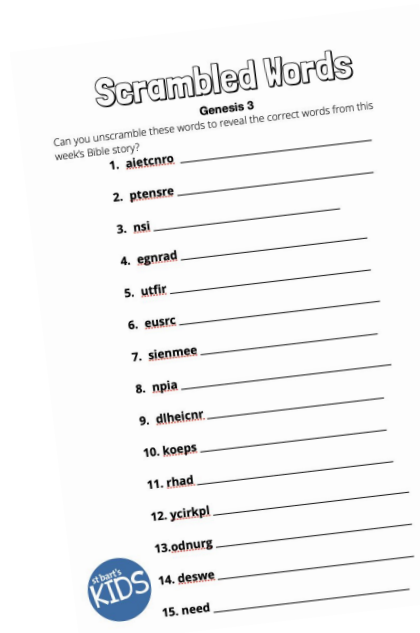 Scrambled Words
Genesis 3
Can you unscramble these words to reveal the correct words from this
week's Bible story?
1. aietcnro
2. ptensre
3. nsi
4. egnrad
5. utfir
6. eusrc
7. sienmee
8. npia
9. dlheicnr
10. koeps
11. rhad
12. ycirkpl
13.odnurg
14. deswe
15. need
st bart's
KIDS